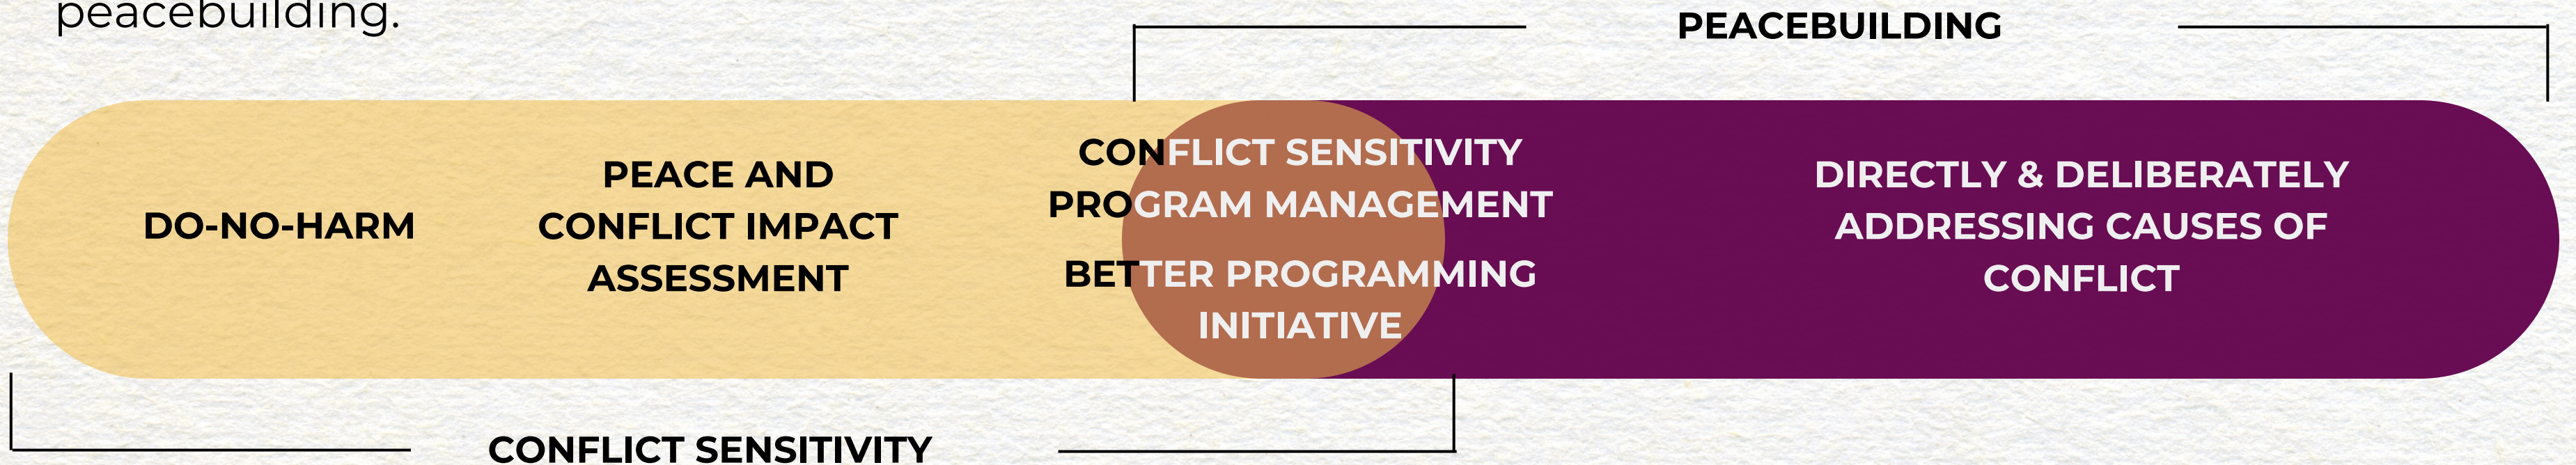 peacebuilding.
PEACEBUILDING
DO-NO-HARM
PEACE AND
CONFLICT IMPACT
ASSESSMENT
CONFLICT SENSITIVITY
PROGRAM MANAGEMENT
BETTER PROGRAMMING
INITIATIVE
DIRECTLY & DELIBERATELY
ADDRESSING CAUSES OF
CONFLICT
CONFLICT SENSITIVITY